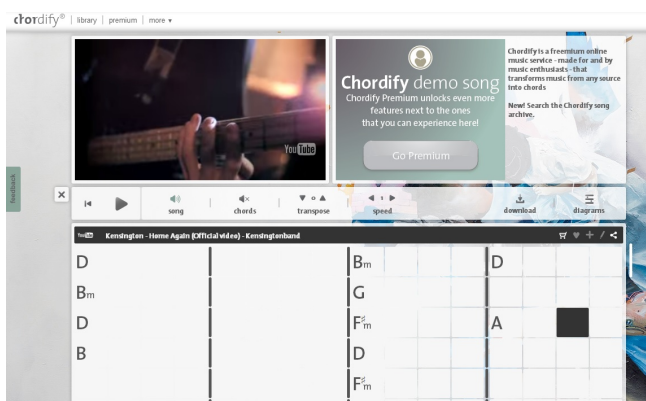 chordify® | library | premium | more ▾
YouTube
Chordify demo song
Chordify Premium unlocks even more
features next to the ones
that you can experience here!
Go Premium
Chordify is a freemium online
music service - made for and by
music enthusiasts - that
transforms music from any source
into chords
New! Search the Chordify song
archive.
feedback
song
chords
▼ 0 ▲
transpose
◀ 1 ▶
speed
download
diagrams
YouTube Kensington - Home Again (Official video) - Kensingtonband
D Bm D
Bm G
D F♯m A
B D
F♯m